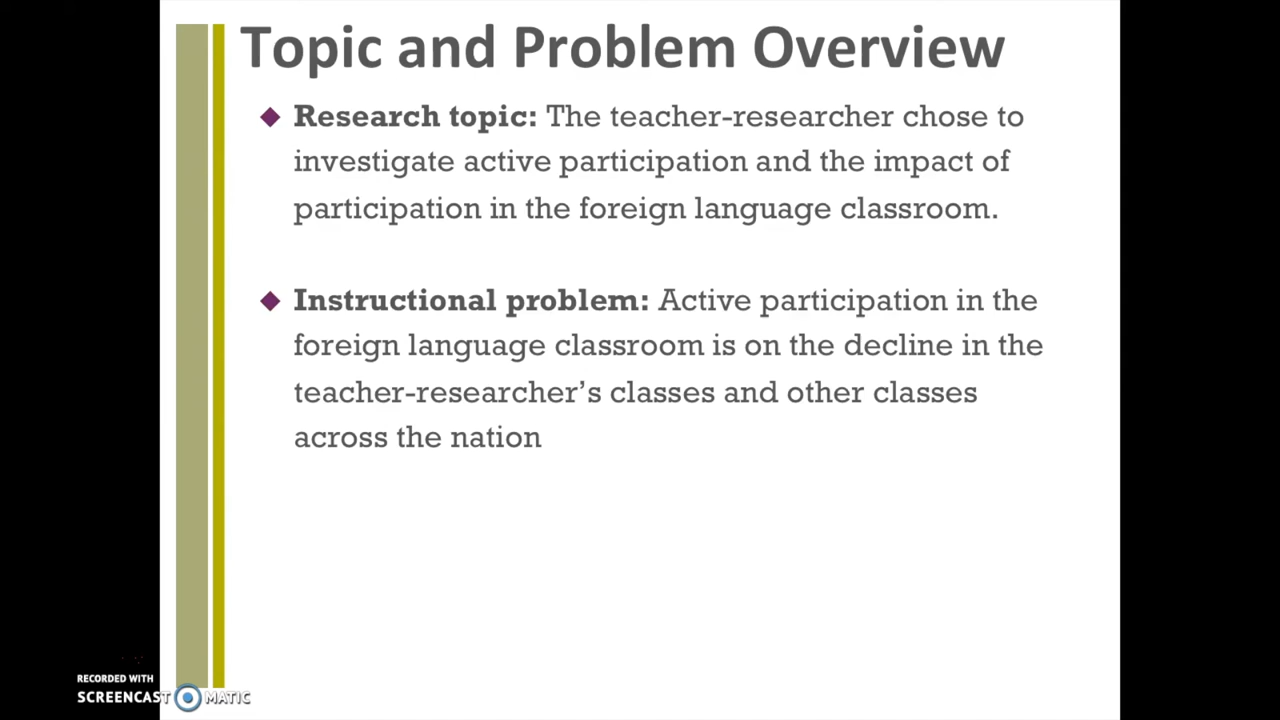 Topic and Problem Overview
Research topic: The teacher-researcher chose to
investigate active participation and the impact of
participation in the foreign language classroom.
Instructional problem: Active participation in the
foreign language classroom is on the decline in the
teacher-researcher’s classes and other classes
across the nation
RECORDED WITH
SCREENCAST MATIC